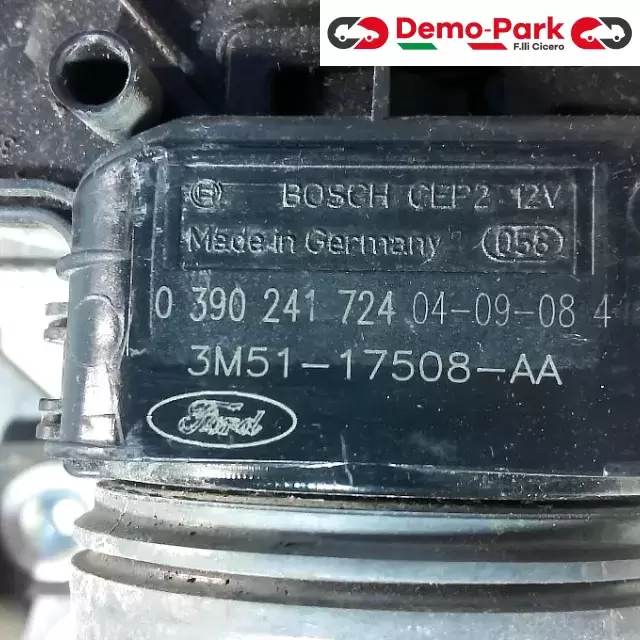 Demo-Park
F.lli Cicero
BOSCH CEP2 12V
Made in Germany 056
0 390 241 724 04-09-08 4
3M51-17508-AA
Ford